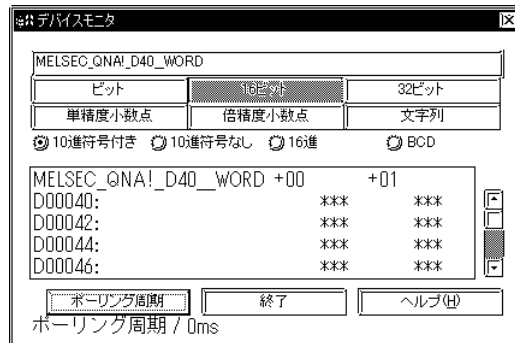 デバイスモニタ
MELSEC_QNA!_D40__WORD
ビット 16ビット 32ビット
単精度小数点 倍精度小数点 文字列
10進符号付き 10進符号なし 16進 BCD
MELSEC_QNA!_D40__WORD +00 +01
D00040: *** ***
D00042: *** ***
D00044: *** ***
D00046: *** ***
ポーリング周期 終了 ヘルプ(H)
ポーリング周期 / 0ms